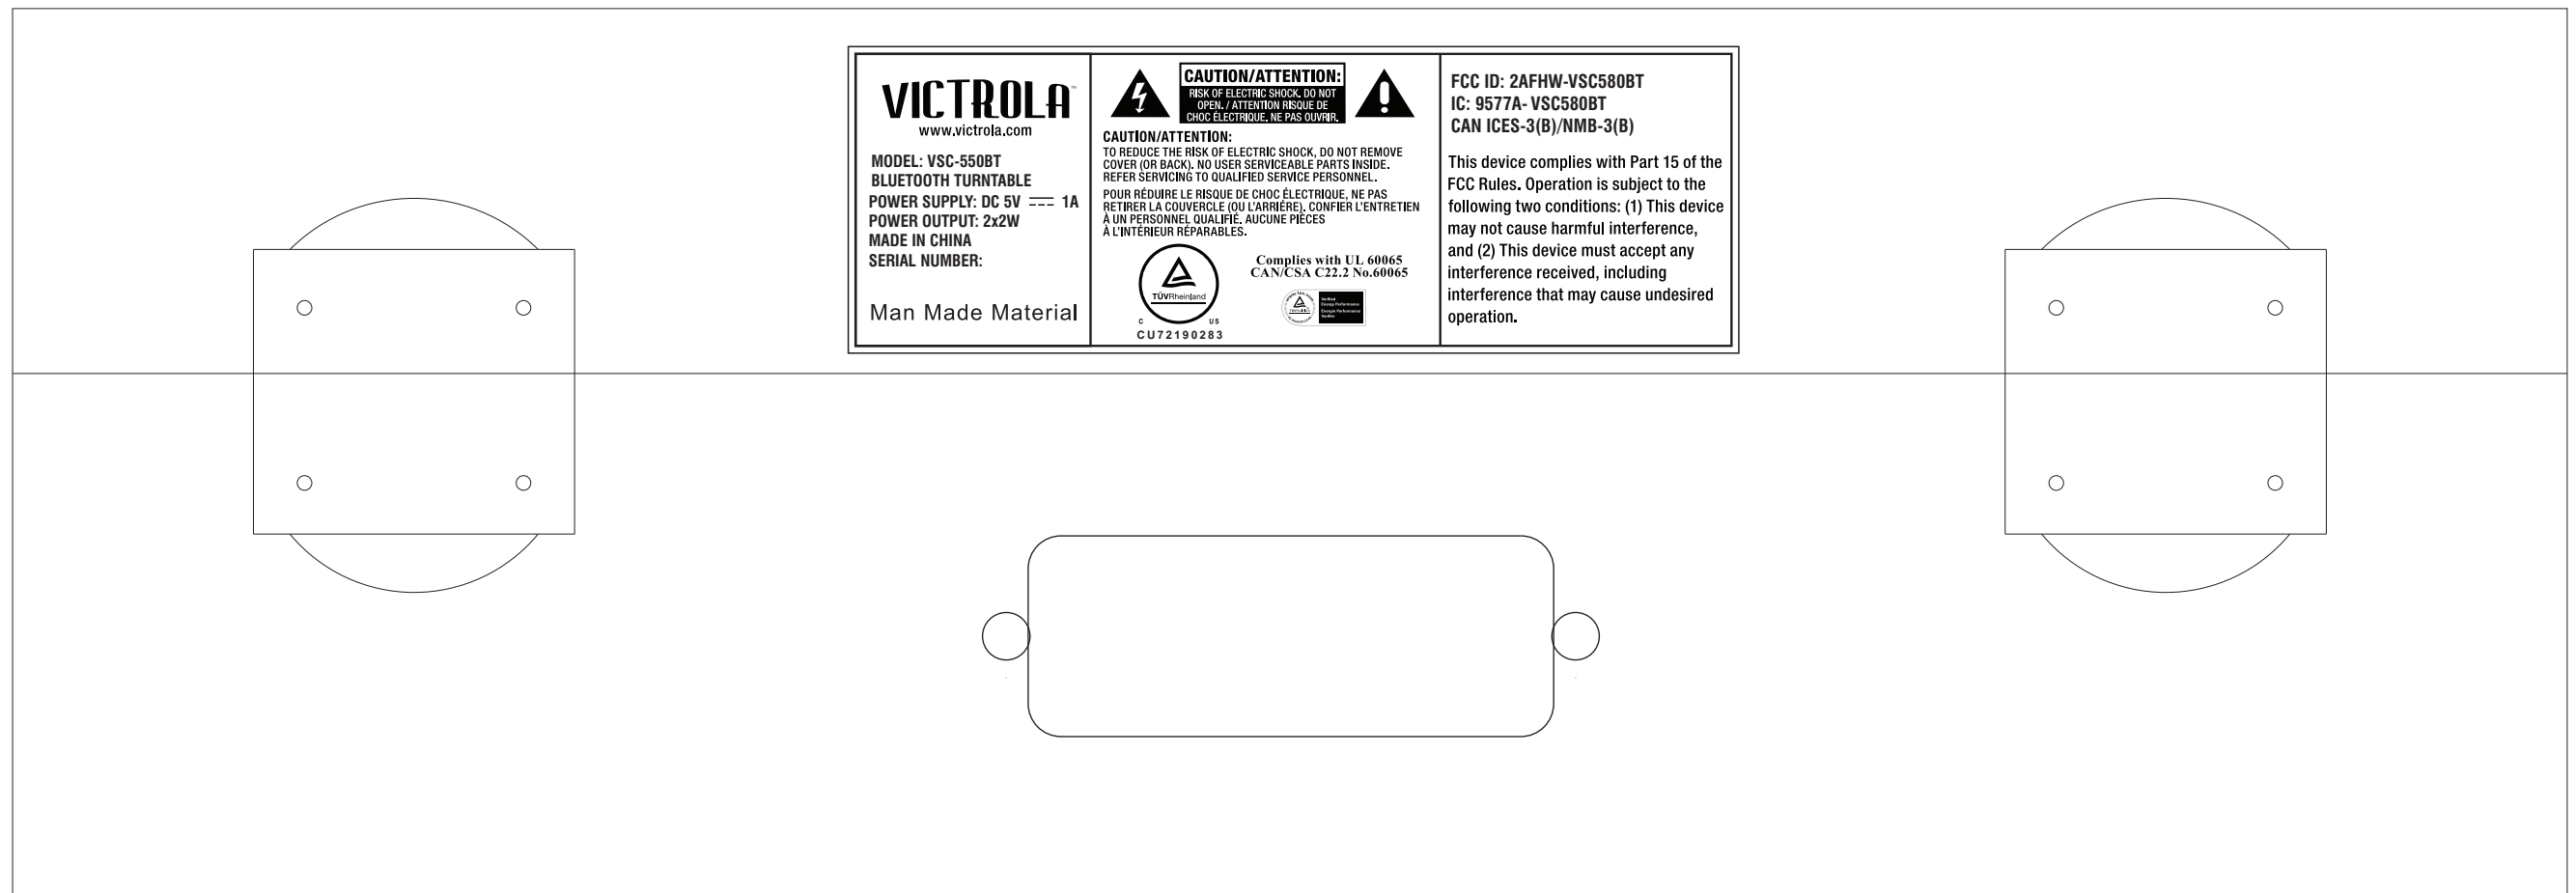 VICTROLA™
www.victrola.com
MODEL: VSC-550BT
BLUETOOTH TURNTABLE
POWER SUPPLY: DC 5V ⎓ 1A
POWER OUTPUT: 2x2W
MADE IN CHINA
SERIAL NUMBER:
Man Made Material
CAUTION/ATTENTION:
RISK OF ELECTRIC SHOCK. DO NOT
OPEN. / ATTENTION RISQUE DE
CHOC ÉLECTRIQUE. NE PAS OUVRIR.
CAUTION/ATTENTION:
TO REDUCE THE RISK OF ELECTRIC SHOCK, DO NOT REMOVE
COVER (OR BACK). NO USER SERVICEABLE PARTS INSIDE.
REFER SERVICING TO QUALIFIED SERVICE PERSONNEL.
POUR RÉDUIRE LE RISQUE DE CHOC ÉLECTRIQUE, NE PAS
RETIRER LA COUVERCLE (OU L'ARRIÉRE). CONFIER L'ENTRETIEN
À UN PERSONNEL QUALIFIÉ. AUCUNE PIÈCES
À L'INTÉRIEUR RÉPARABLES.
TÜVRheinland
C US
CU72190283
Complies with UL 60065
CAN/CSA C22.2 No.60065
Verified
Energy Performance
Energie Performance
Verifiee
FCC ID: 2AFHW-VSC580BT
IC: 9577A- VSC580BT
CAN ICES-3(B)/NMB-3(B)
This device complies with Part 15 of the
FCC Rules. Operation is subject to the
following two conditions: (1) This device
may not cause harmful interference,
and (2) This device must accept any
interference received, including
interference that may cause undesired
operation.